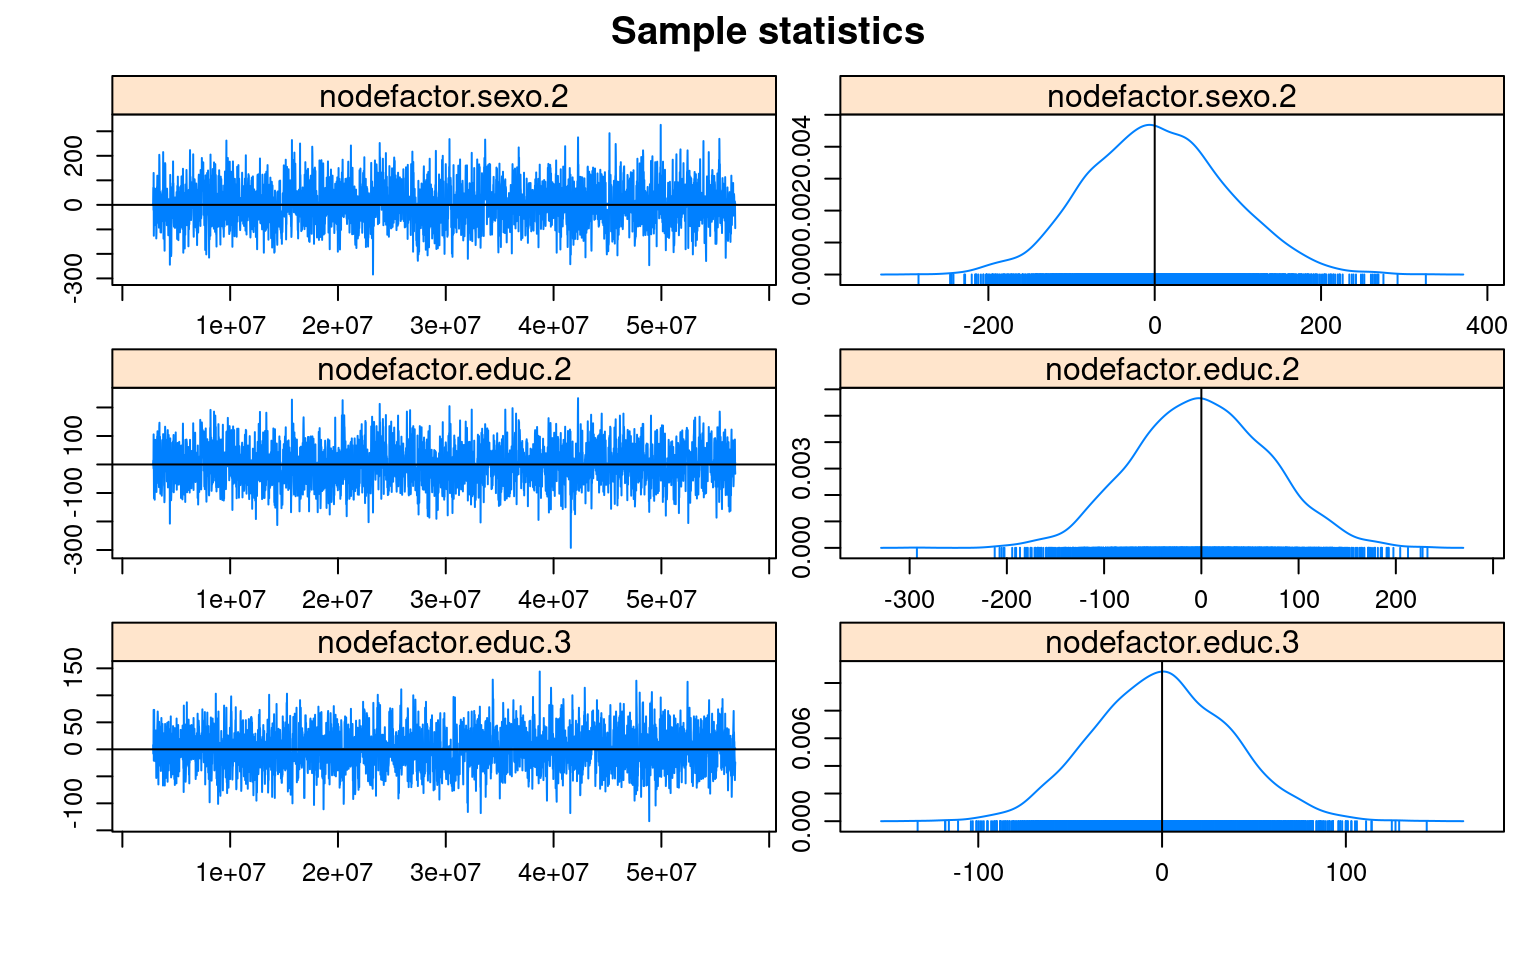 Sample statistics
nodefactor.sexo.2
nodefactor.sexo.2
-300 0 200
0.000 0.002 0.004
1e+07 2e+07 3e+07 4e+07 5e+07
-200 0 200 400
nodefactor.educ.2
nodefactor.educ.2
-300 -100 100
0.000 0.003
1e+07 2e+07 3e+07 4e+07 5e+07
-300 -200 -100 0 100 200
nodefactor.educ.3
nodefactor.educ.3
-100 0 50 150
0.000 0.006
1e+07 2e+07 3e+07 4e+07 5e+07
-100 0 100